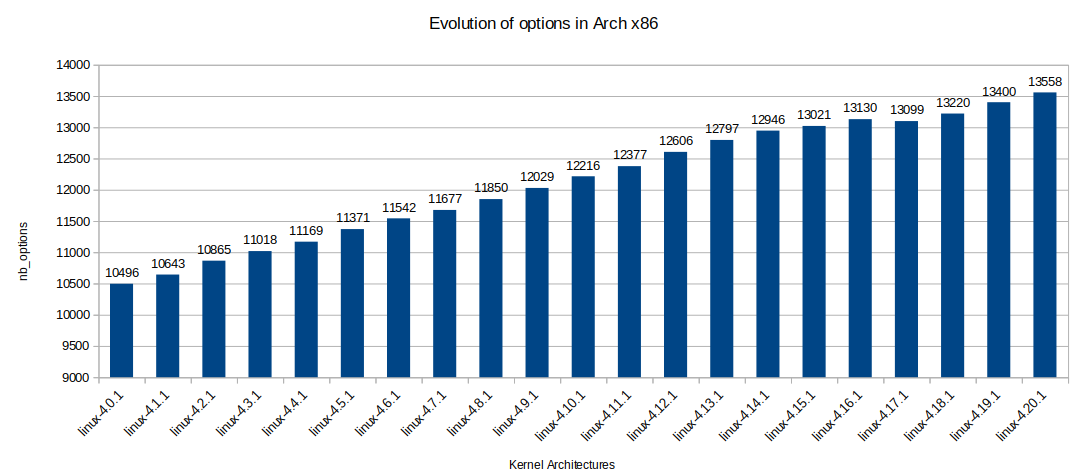 Evolution of options in Arch x86
14000
13500
13000
12500
12000
11500
11000
10500
10000
9500
9000
nb_options
10496
10643
10865
11018
11169
11371
11542
11677
11850
12029
12216
12377
12606
12797
12946
13021
13130
13099
13220
13400
13558
linux-4.0.1
linux-4.1.1
linux-4.2.1
linux-4.3.1
linux-4.4.1
linux-4.5.1
linux-4.6.1
linux-4.7.1
linux-4.8.1
linux-4.9.1
linux-4.10.1
linux-4.11.1
linux-4.12.1
linux-4.13.1
linux-4.14.1
linux-4.15.1
linux-4.16.1
linux-4.17.1
linux-4.18.1
linux-4.19.1
linux-4.20.1
Kernel Architectures